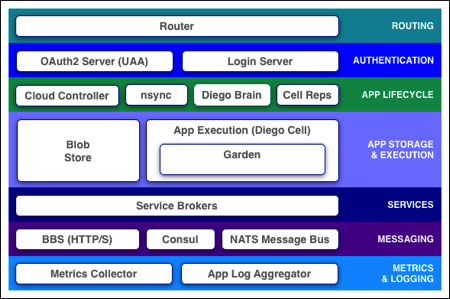 Router
ROUTING
OAuth2 Server (UAA)
Login Server
AUTHENTICATION
Cloud Controller
nsync
Diego Brain
Cell Reps
APP LIFECYCLE
Blob
Store
App Execution (Diego Cell)
Garden
APP STORAGE
& EXECUTION
Service Brokers
SERVICES
BBS (HTTP/S)
Consul
NATS Message Bus
MESSAGING
Metrics Collector
App Log Aggregator
METRICS
& LOGGING